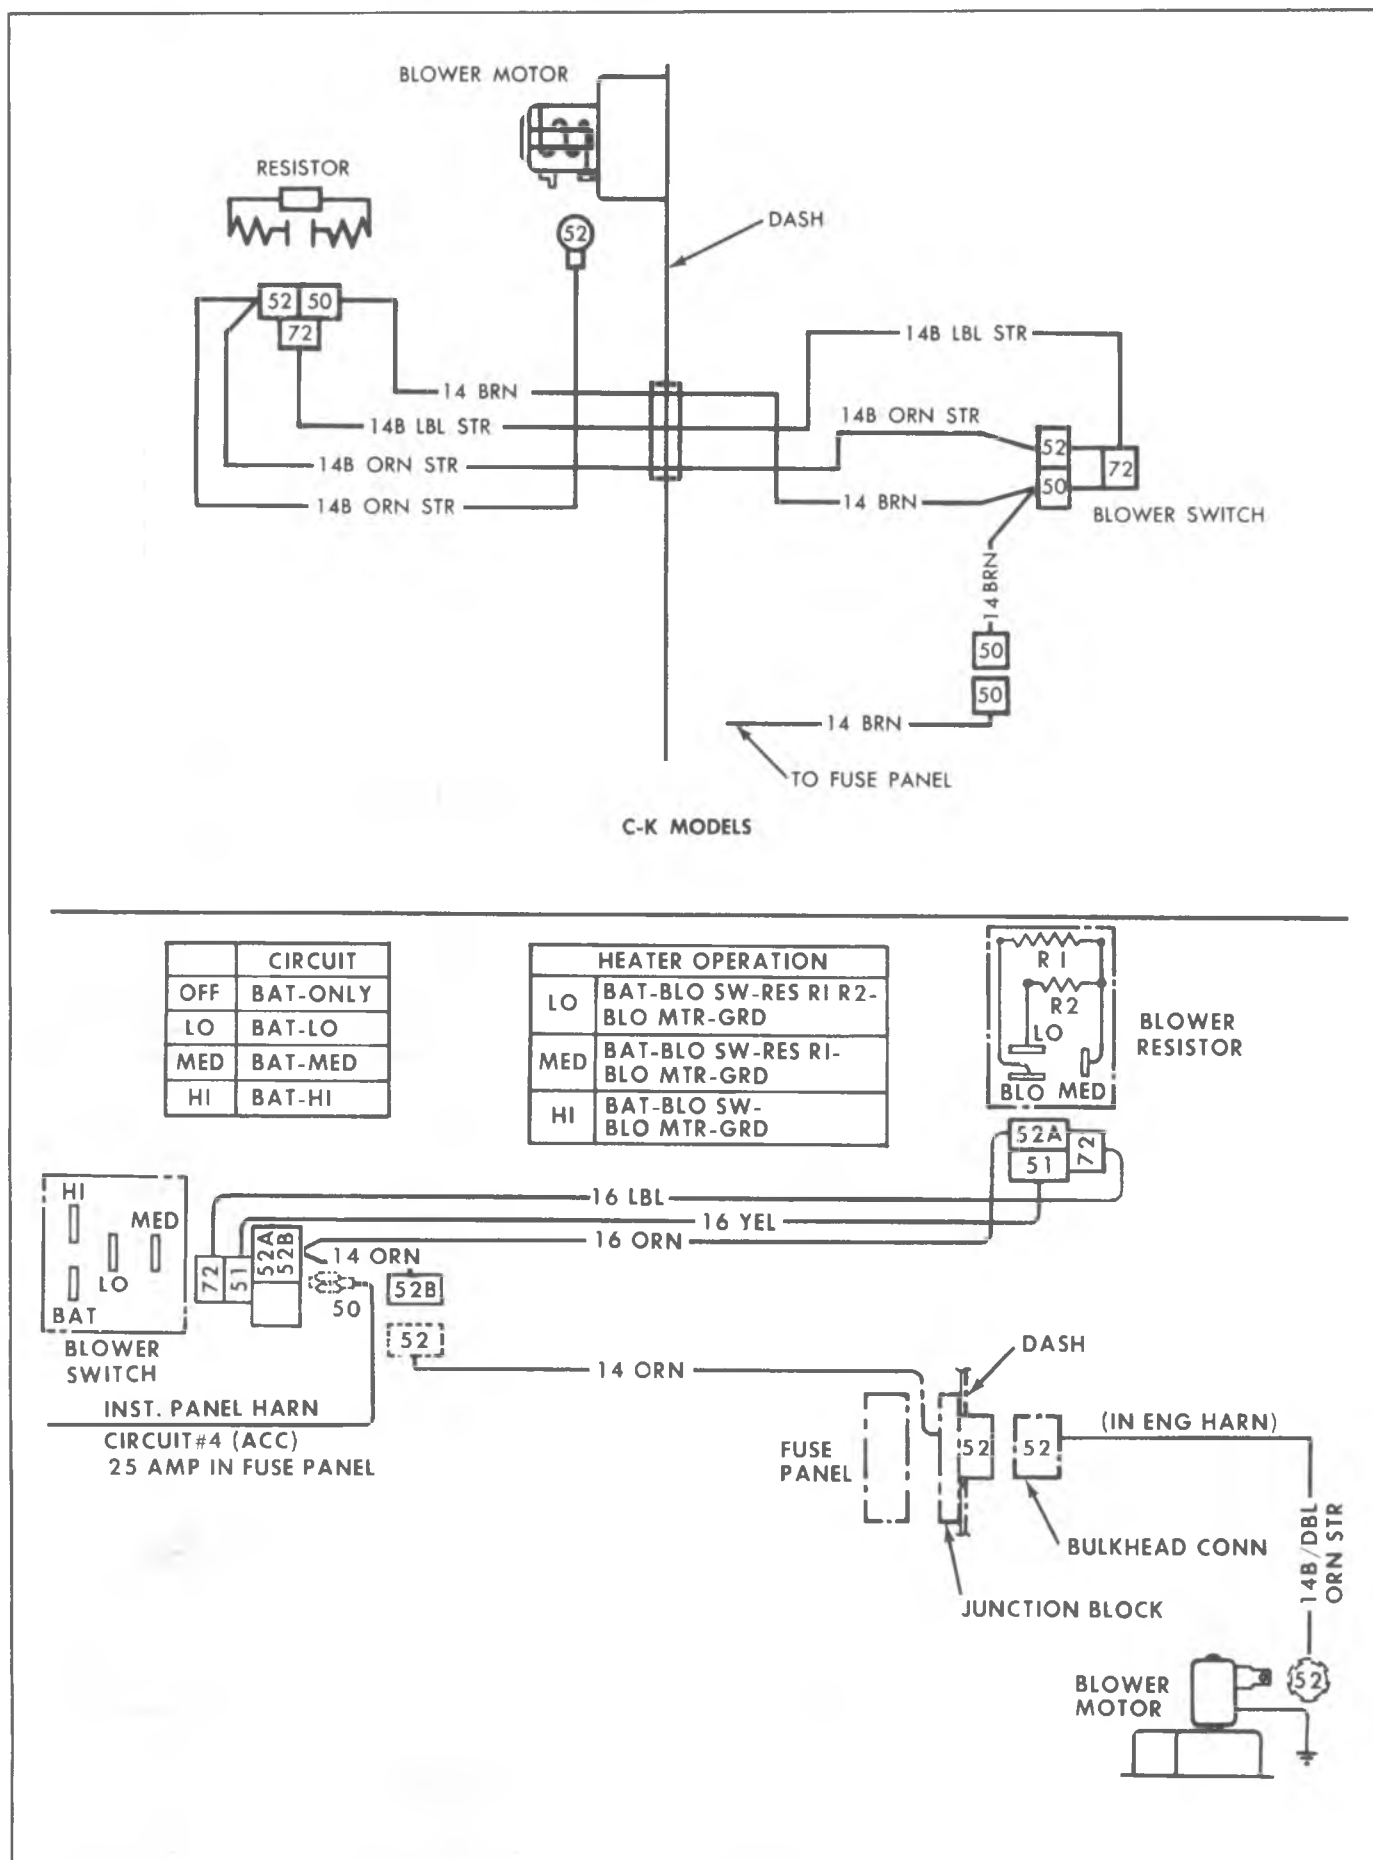 BLOWER MOTOR
RESISTOR
52
DASH
52 50
72
14B LBL STR
14 BRN
14B LBL STR
14B ORN STR
14B ORN STR
14B ORN STR
52
72
50
14 BRN
BLOWER SWITCH
14 BRN
50
50
14 BRN
TO FUSE PANEL
C-K MODELS
CIRCUIT
OFF BAT-ONLY
LO BAT-LO
MED BAT-MED
HI BAT-HI
HEATER OPERATION
LO BAT-BLO SW-RES R1 R2-
BLO MTR-GRD
MED BAT-BLO SW-RES R1-
BLO MTR-GRD
HI BAT-BLO SW-
BLO MTR-GRD
R1
R2
LO
BLO MED
BLOWER
RESISTOR
52A
51
72
HI
MED
LO
BAT
BLOWER
SWITCH
72
51
52A
52B
16 LBL
16 YEL
16 ORN
14 ORN
50
52B
52
14 ORN
INST. PANEL HARN
CIRCUIT#4 (ACC)
25 AMP IN FUSE PANEL
DASH
FUSE
PANEL
52
52
(IN ENG HARN)
BULKHEAD CONN
JUNCTION BLOCK
14B/DBL
ORN STR
BLOWER
MOTOR
52